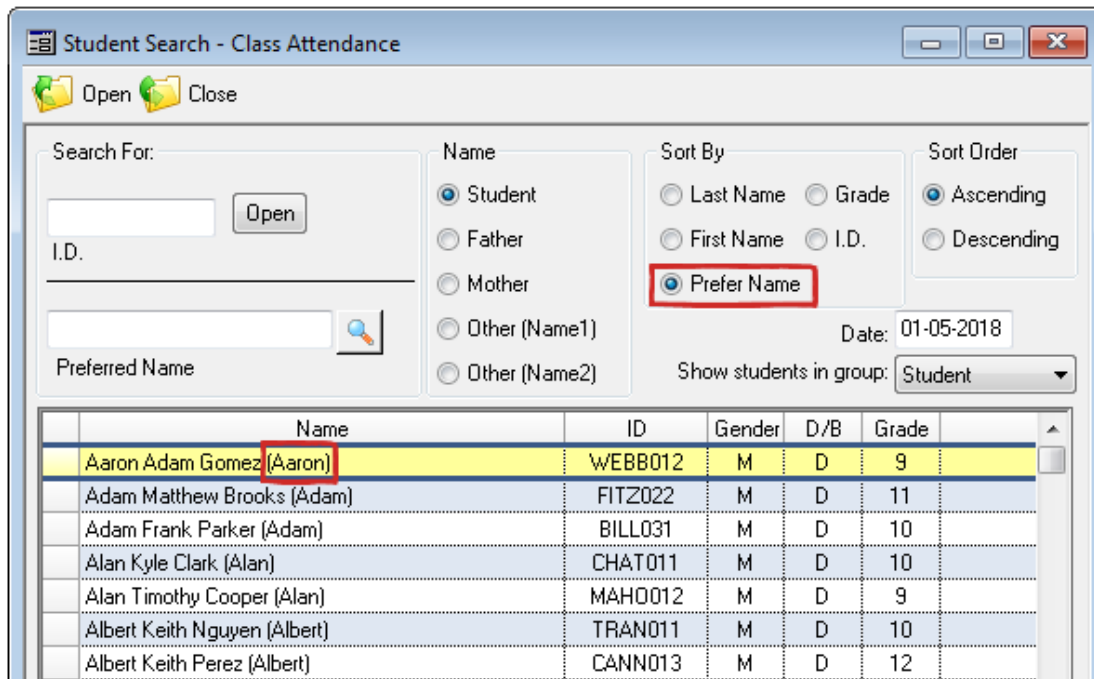 Student Search - Class Attendance
Open Close
Search For:
Open
I.D.
Preferred Name
Name
Student
Father
Mother
Other (Name1)
Other (Name2)
Sort By
Last Name Grade
First Name I.D.
Prefer Name
Sort Order
Ascending
Descending
Date: 01-05-2018
Show students in group: Student
Name ID Gender D/B Grade
Aaron Adam Gomez (Aaron) WEBB012 M D 9
Adam Matthew Brooks (Adam) FITZ022 M D 11
Adam Frank Parker (Adam) BILL031 M D 10
Alan Kyle Clark (Alan) CHAT011 M D 10
Alan Timothy Cooper (Alan) MAHO012 M D 9
Albert Keith Nguyen (Albert) TRAN011 M D 10
Albert Keith Perez (Albert) CANN013 M D 12